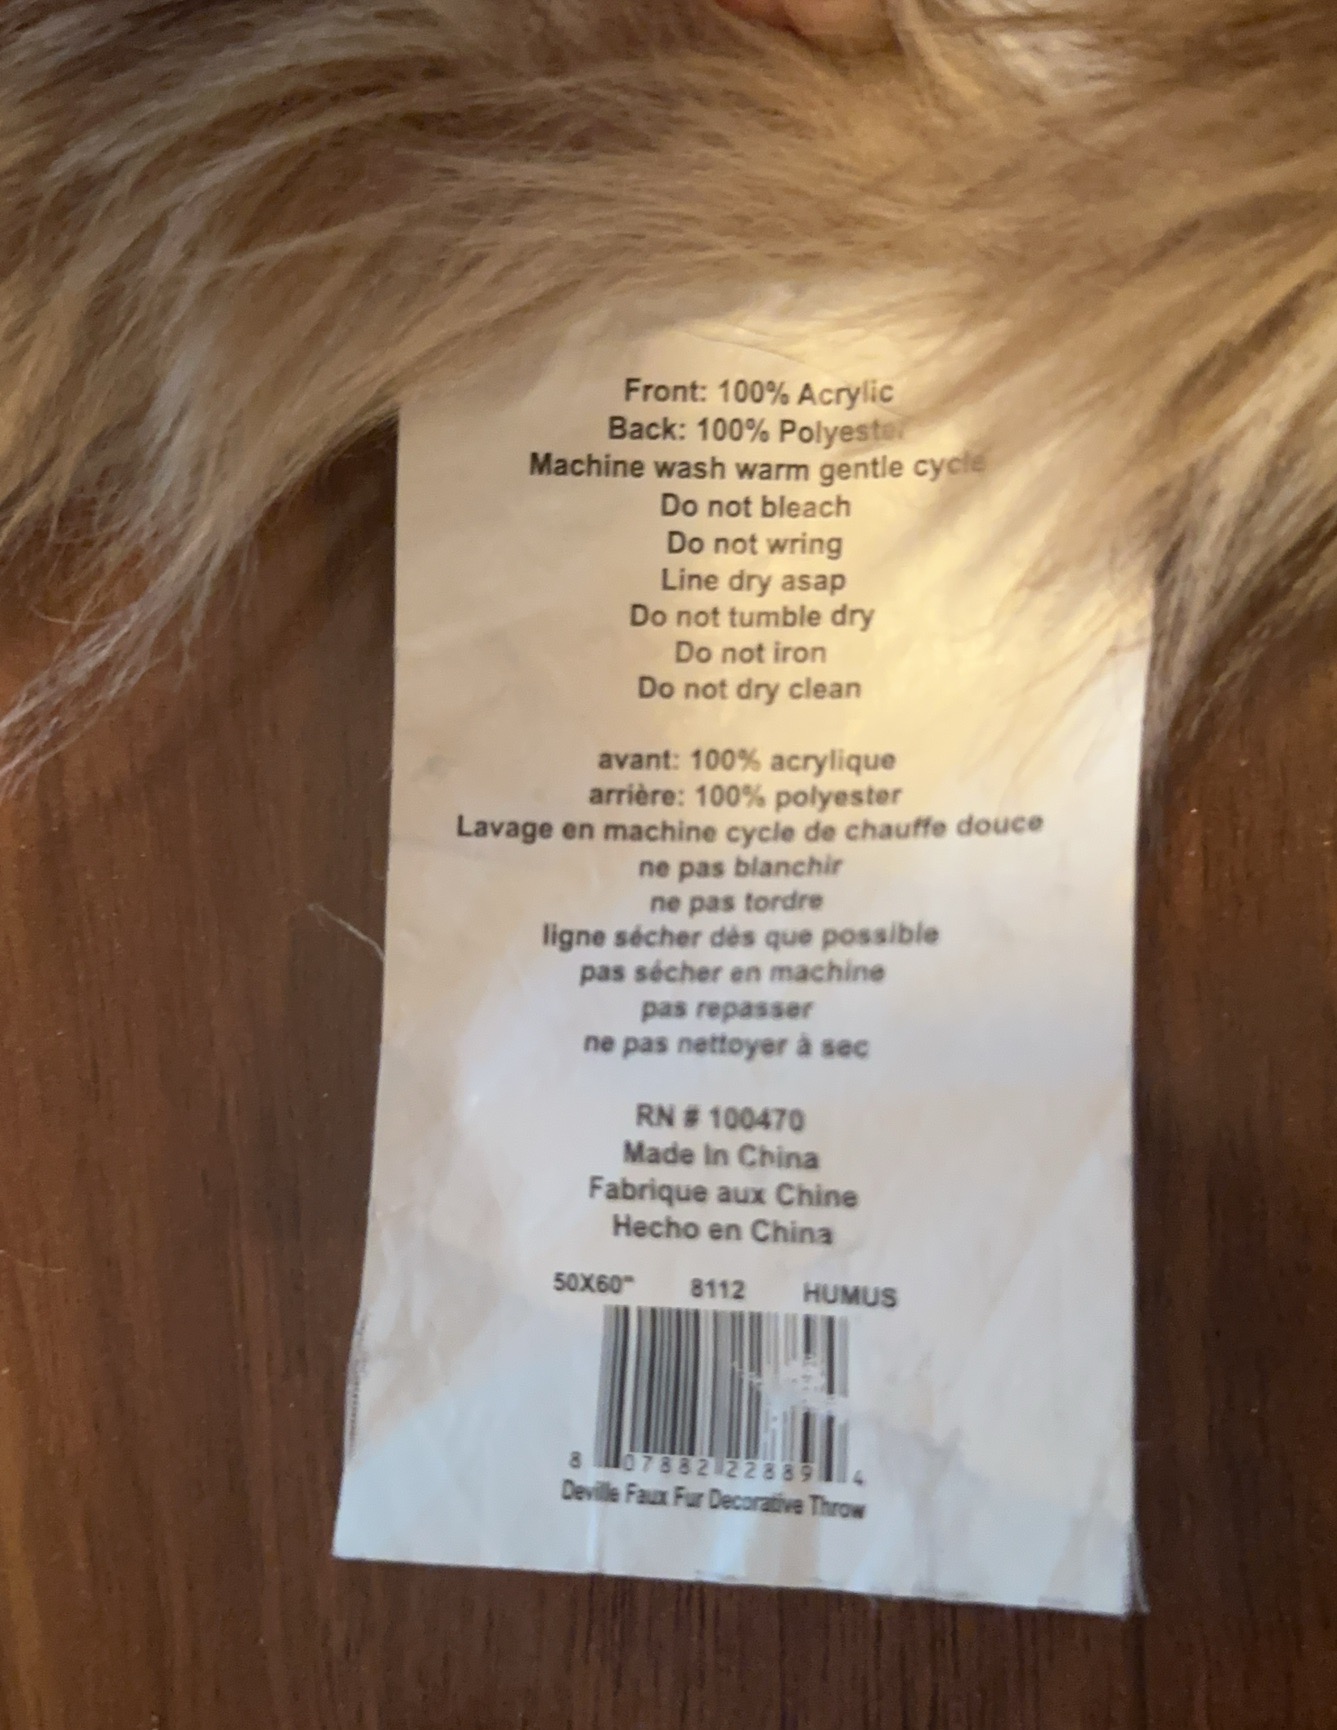 Front: 100% Acrylic
Back: 100% Polyester
Machine wash warm gentle cycle
Do not bleach
Do not wring
Line dry asap
Do not tumble dry
Do not iron
Do not dry clean
avant: 100% acrylique
arrière: 100% polyester
Lavage en machine cycle de chauffe douce
ne pas blanchir
ne pas tordre
ligne sécher dès que possible
pas sécher en machine
pas repasser
ne pas nettoyer à sec
RN # 100470
Made In China
Fabrique aux Chine
Hecho en China
50X60" 8112 HUMUS
8 07882 22889 4
Deville Faux Fur Decorative Throw